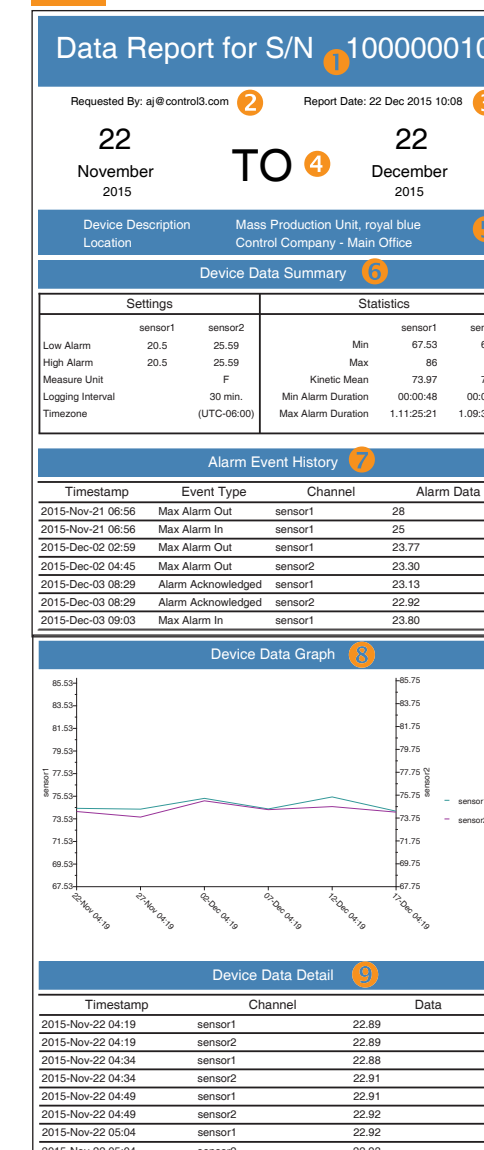 Data Report for S/N 1 10000001
Requested By: aj@control3.com 2 Report Date: 22 Dec 2015 10:08
22 TO 4 22
November December
2015 2015
Device Description Mass Production Unit, royal blue
Location Control Company - Main Office
Device Data Summary 6
Settings Statistics
sensor1 sensor2 sensor1
Low Alarm 20.5 25.59 Min 67.53
High Alarm 20.5 25.59 Max 86
Measure Unit F Kinetic Mean 73.97
Logging Interval 30 min. Min Alarm Duration 00:00:48
Timezone (UTC-06:00) Max Alarm Duration 1.11:25:21
Alarm Event History 7
Timestamp Event Type Channel Alarm Data
2015-Nov-21 06:56 Max Alarm Out sensor1 28
2015-Nov-21 06:56 Max Alarm In sensor1 25
2015-Dec-02 02:59 Max Alarm Out sensor1 23.77
2015-Dec-02 04:45 Max Alarm Out sensor2 23.30
2015-Dec-03 08:29 Alarm Acknowledged sensor1 23.13
2015-Dec-03 08:29 Alarm Acknowledged sensor2 22.92
2015-Dec-03 09:03 Max Alarm In sensor1 23.80
Device Data Graph 8
85.53 85.75
83.53 83.75
81.53 81.75
79.53 79.75
77.53 77.75
sensor1 sensor2
75.53 75.75
sensor
73.53 73.75
sensor
71.53 71.75
69.53 69.75
67.53 67.75
22-Nov 04:19 27-Nov 04:19 02-Dec 04:19 07-Dec 04:19 12-Dec 04:19 17-Dec 04:19
Device Data Detail 9
Timestamp Channel Data
2015-Nov-22 04:19 sensor1 22.89
2015-Nov-22 04:19 sensor2 22.89
2015-Nov-22 04:34 sensor1 22.88
2015-Nov-22 04:34 sensor2 22.91
2015-Nov-22 04:49 sensor1 22.91
2015-Nov-22 04:49 sensor2 22.92
2015-Nov-22 05:04 sensor1 22.92